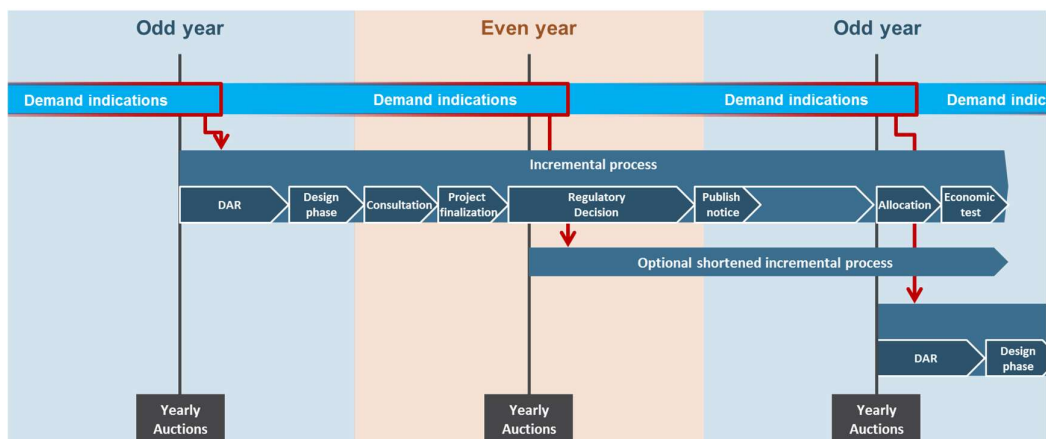 Odd year
Even year
Odd year
Demand indications
Demand indications
Demand indications
Demand indic
Incremental process
DAR
Design
phase
Consultation
Project
finalization
Regulatory
Decision
Publish
notice
Allocation
Economic
test
Optional shortened incremental process
DAR
Design
phase
Yearly
Auctions
Yearly
Auctions
Yearly
Auctions